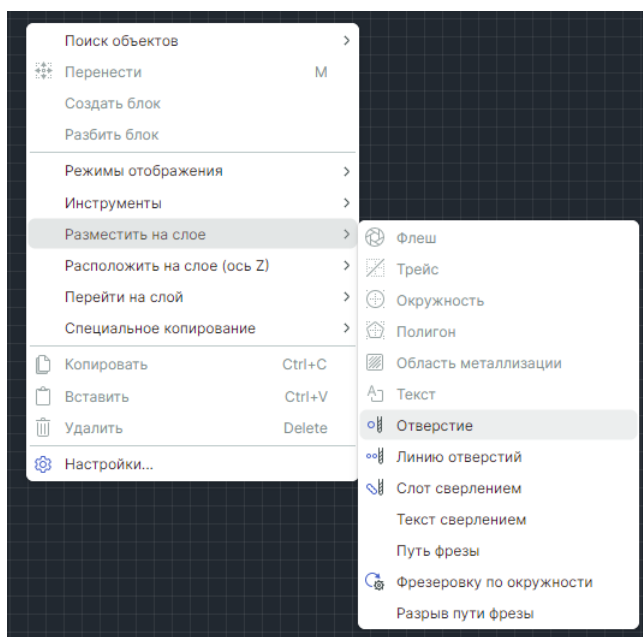 Поиск объектов
Перенести M
Создать блок
Разбить блок
Режимы отображения
Инструменты
Разместить на слое
Расположить на слое (ось Z)
Перейти на слой
Специальное копирование
Копировать Ctrl+C
Вставить Ctrl+V
Удалить Delete
Настройки...
Флеш
Трейс
Окружность
Полигон
Область металлизации
Текст
Отверстие
Линию отверстий
Слот сверлением
Текст сверлением
Путь фрезы
Фрезеровку по окружности
Разрыв пути фрезы